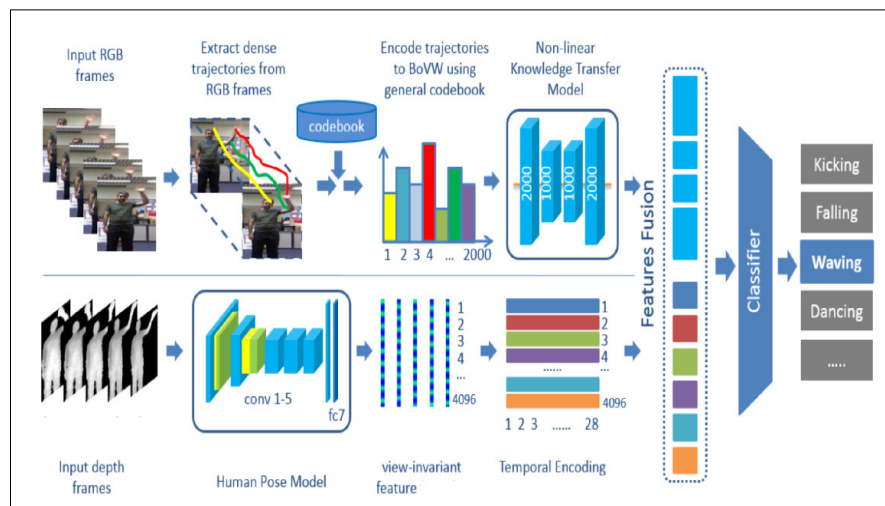 Input RGB
frames
Extract dense
trajectories from
RGB frames
codebook
Encode trajectories
to BoVW using
general codebook
1 2 3 4 ... 2000
Non-linear
Knowledge Transfer
Model
2000
1000
1000
2000
Features Fusion
Classifier
Kicking
Falling
Waving
Dancing
.....
Input depth
frames
conv 1-5
fc7
Human Pose Model
1
2
3
4
...
4096
view-invariant
feature
1
2
3
4
......
......
4096
1 2 3 ...... 28
Temporal Encoding